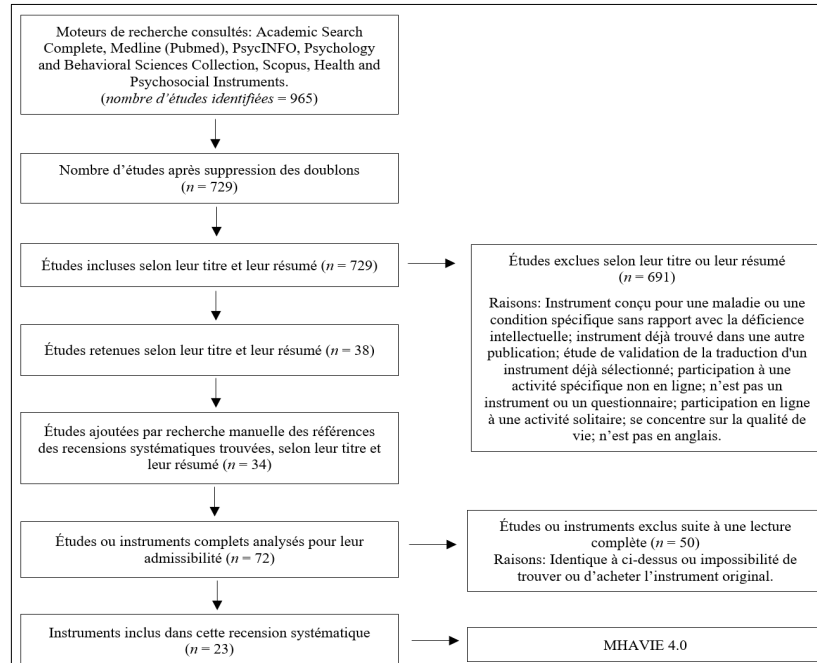 Moteurs de recherche consultés: Academic Search
Complete, Medline (Pubmed), PsycINFO, Psychology
and Behavioral Sciences Collection, Scopus, Health and
Psychosocial Instruments.
(nombre d'études identifiées = 965)
Nombre d'études après suppression des doublons
(n = 729)
Études incluses selon leur titre et leur résumé (n = 729)
Études exclues selon leur titre ou leur résumé
(n = 691)
Raisons: Instrument conçu pour une maladie ou une
condition spécifique sans rapport avec la déficience
intellectuelle; instrument déjà trouvé dans une autre
publication; étude de validation de la traduction d'un
instrument déjà sélectionné; participation à une
activité spécifique non en ligne; n'est pas un
instrument ou un questionnaire; participation en ligne
à une activité solitaire; se concentre sur la qualité de
vie; n'est pas en anglais.
Études retenues selon leur titre et leur résumé (n = 38)
Études ajoutées par recherche manuelle des références
des recensions systématiques trouvées, selon leur titre et
leur résumé (n = 34)
Études ou instruments complets analysés pour leur
admissibilité (n = 72)
Études ou instruments exclus suite à une lecture
complète (n = 50)
Raisons: Identique à ci-dessus ou impossibilité de
trouver ou d'acheter l'instrument original.
Instruments inclus dans cette recension systématique
(n = 23)
MHAVIE 4.0